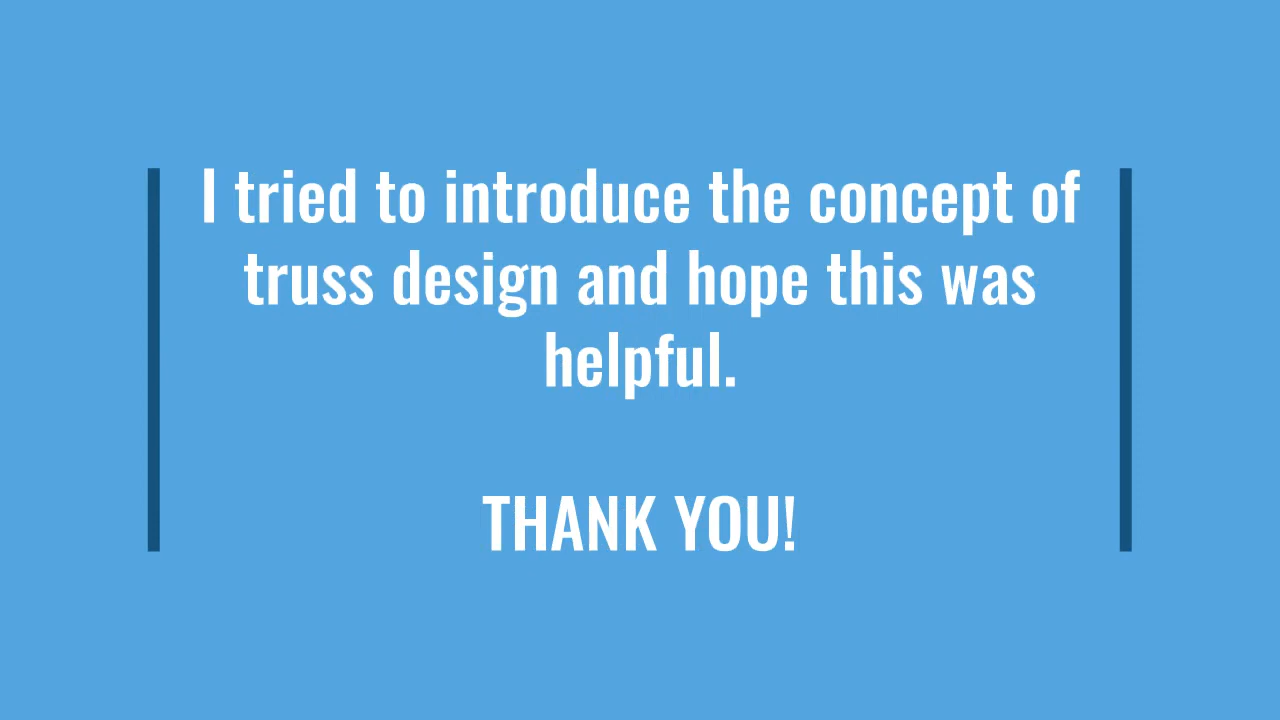 I tried to introduce the concept of
truss design and hope this was
helpful.
THANK YOU!